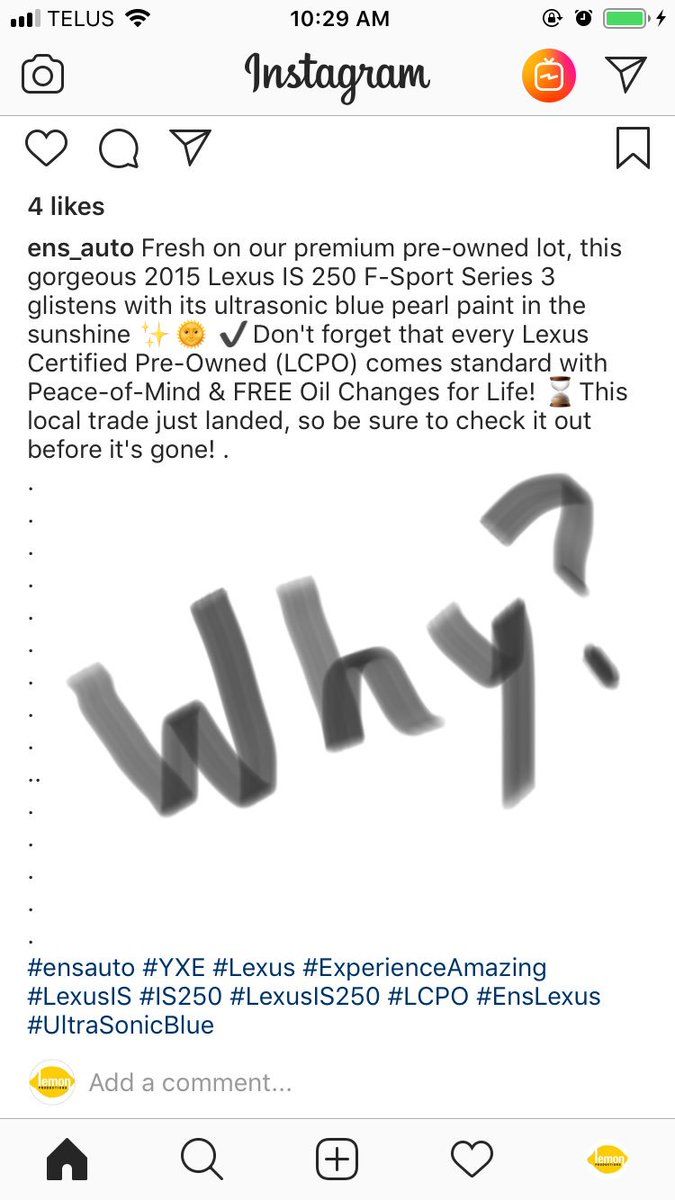 TELUS 10:29 AM
Instagram
4 likes
ens_auto Fresh on our premium pre-owned lot, this
gorgeous 2015 Lexus IS 250 F-Sport Series 3
glistens with its ultrasonic blue pearl paint in the
sunshine ✨🌞 ✔Don't forget that every Lexus
Certified Pre-Owned (LCPO) comes standard with
Peace-of-Mind & FREE Oil Changes for Life! ⏳This
local trade just landed, so be sure to check it out
before it's gone! .
.
.
.
.
.
.
.
.
.
..
.
.
.
.
.
Why?
#ensauto #YXE #Lexus #ExperienceAmazing
#LexusIS #IS250 #LexusIS250 #LCPO #EnsLexus
#UltraSonicBlue
lemon
PRODUCTIONS
Add a comment...
lemon
PRODUCTIONS